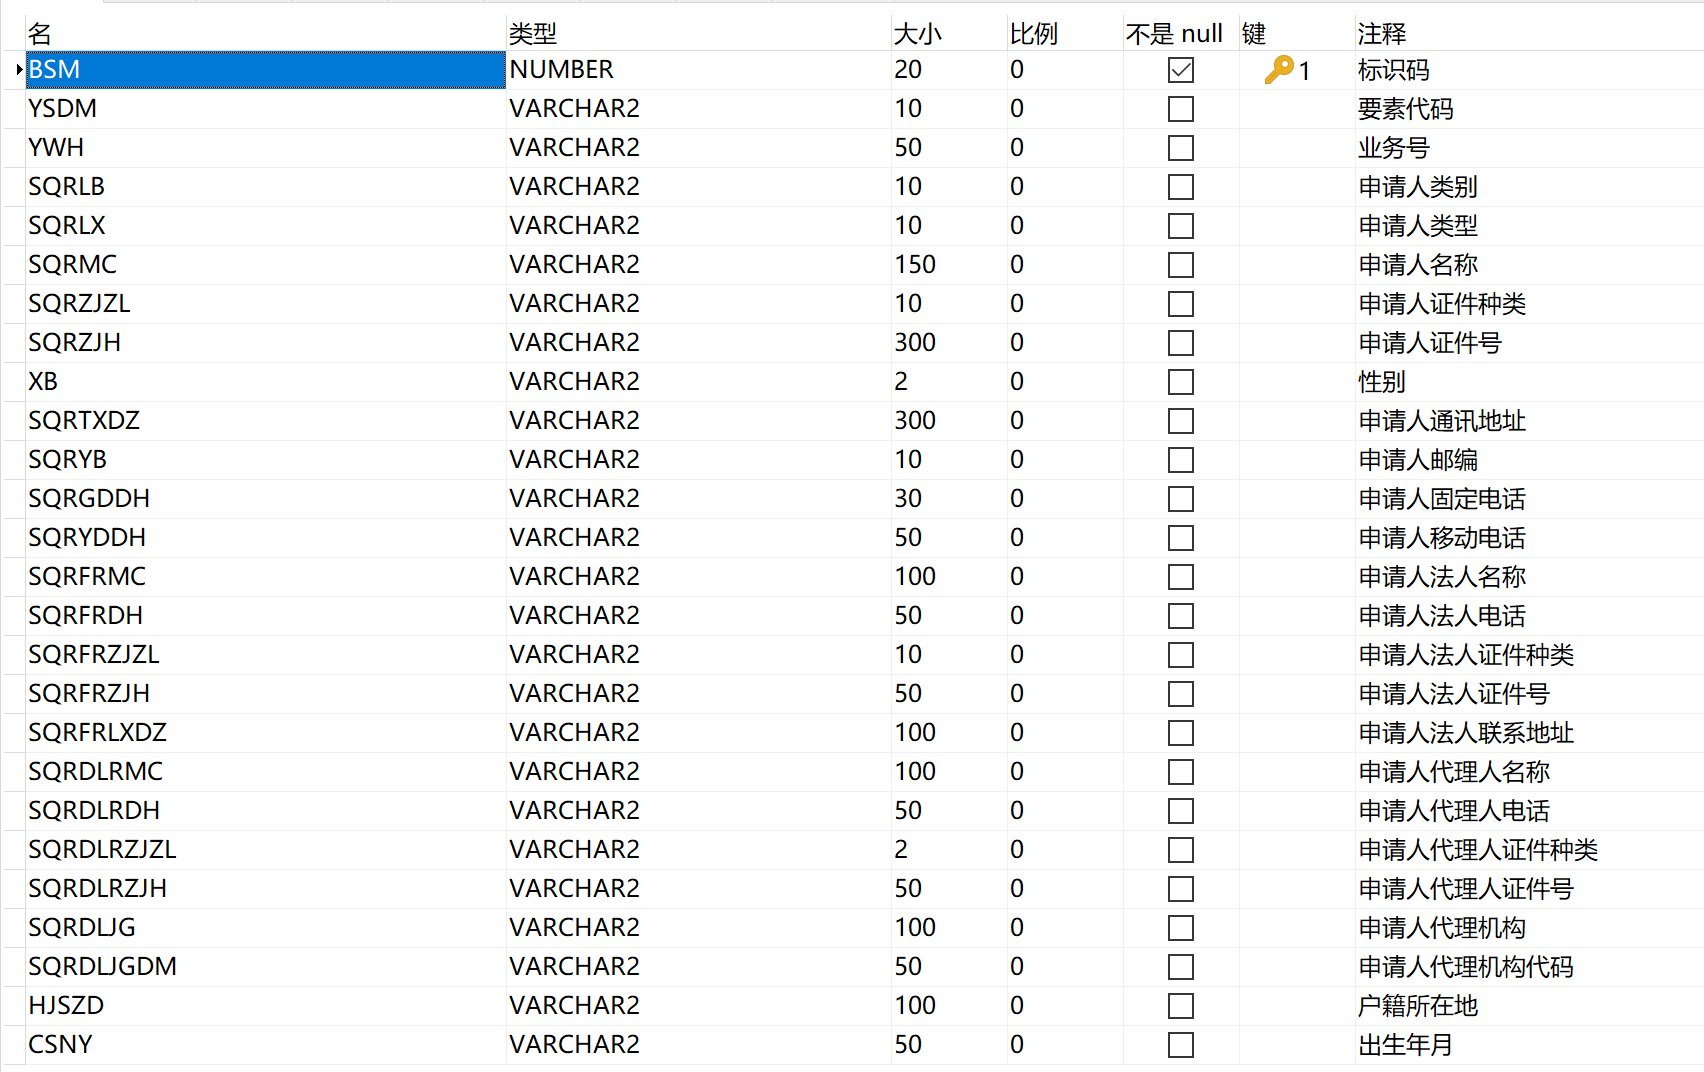 名 类型 大小 比例 不是 null 键 注释
BSM NUMBER 20 0 1 标识码
YSDM VARCHAR2 10 0 要素代码
YWH VARCHAR2 50 0 业务号
SQRLB VARCHAR2 10 0 申请人类别
SQRLX VARCHAR2 10 0 申请人类型
SQRMC VARCHAR2 150 0 申请人名称
SQRZJZL VARCHAR2 10 0 申请人证件种类
SQRZJH VARCHAR2 300 0 申请人证件号
XB VARCHAR2 2 0 性别
SQRTXDZ VARCHAR2 300 0 申请人通讯地址
SQRYB VARCHAR2 10 0 申请人邮编
SQRGDDH VARCHAR2 30 0 申请人固定电话
SQRYDDH VARCHAR2 50 0 申请人移动电话
SQRFRMC VARCHAR2 100 0 申请人法人名称
SQRFRDH VARCHAR2 50 0 申请人法人电话
SQRFRZJZL VARCHAR2 10 0 申请人法人证件种类
SQRFRZJH VARCHAR2 50 0 申请人法人证件号
SQRFRLXDZ VARCHAR2 100 0 申请人法人联系地址
SQRDLRMC VARCHAR2 100 0 申请人代理人名称
SQRDLRDH VARCHAR2 50 0 申请人代理人电话
SQRDLRZJZL VARCHAR2 2 0 申请人代理人证件种类
SQRDLRZJH VARCHAR2 50 0 申请人代理人证件号
SQRDLJG VARCHAR2 100 0 申请人代理机构
SQRDLJGDM VARCHAR2 50 0 申请人代理机构代码
HJSZD VARCHAR2 100 0 户籍所在地
CSNY VARCHAR2 50 0 出生年月